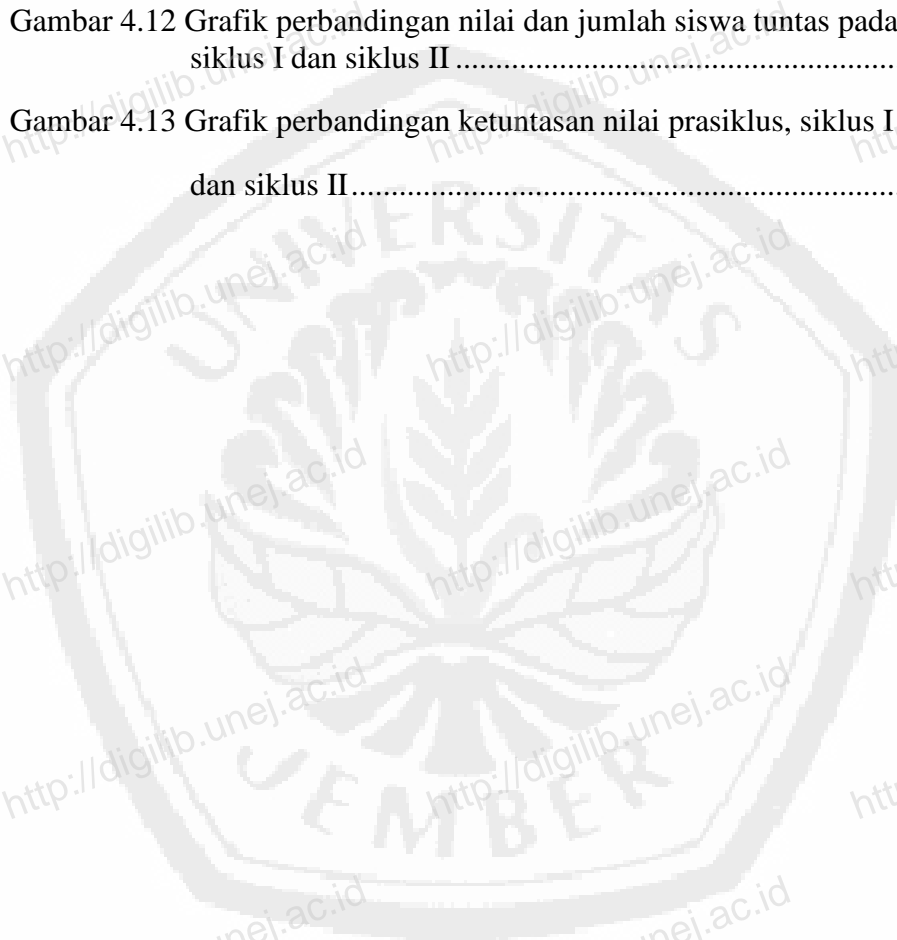 Gambar 4.12 Grafik perbandingan nilai dan jumlah siswa tuntas pada
siklus I dan siklus II ........................................................
Gambar 4.13 Grafik perbandingan ketuntasan nilai prasiklus, siklus I
dan siklus II .....................................................................
UNIVERSITAS
JEMBER
http://digilib.unej.ac.id
http://digilib.unej.ac.id
http://digilib.unej.ac.id
http://digilib.unej.ac.id
http://digilib.unej.ac.id
http://digilib.unej.ac.id
http://digilib.unej.ac.id
http://digilib.unej.ac.id